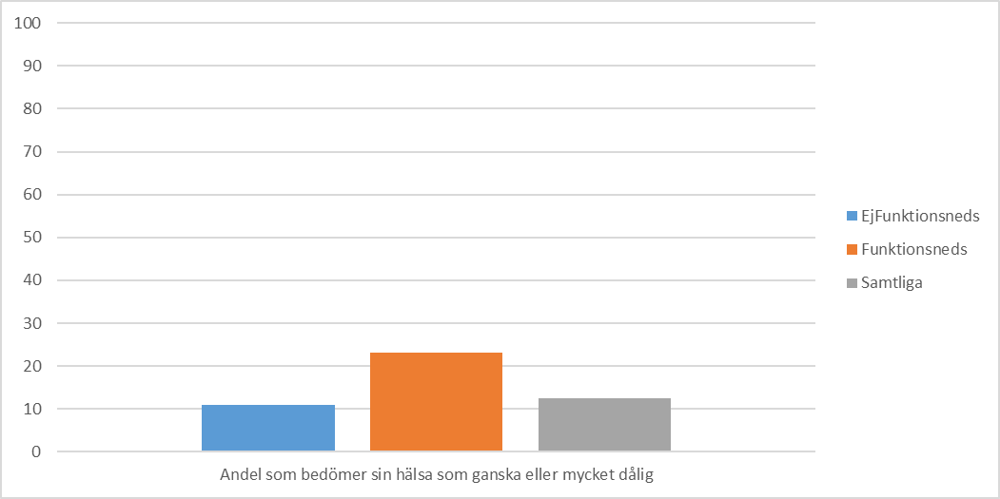 100
90
80
70
60
50
40
30
20
10
0
EjFunktionsneds
Funktionsneds
Samtliga
Andel som bedömer sin hälsa som ganska eller mycket dålig